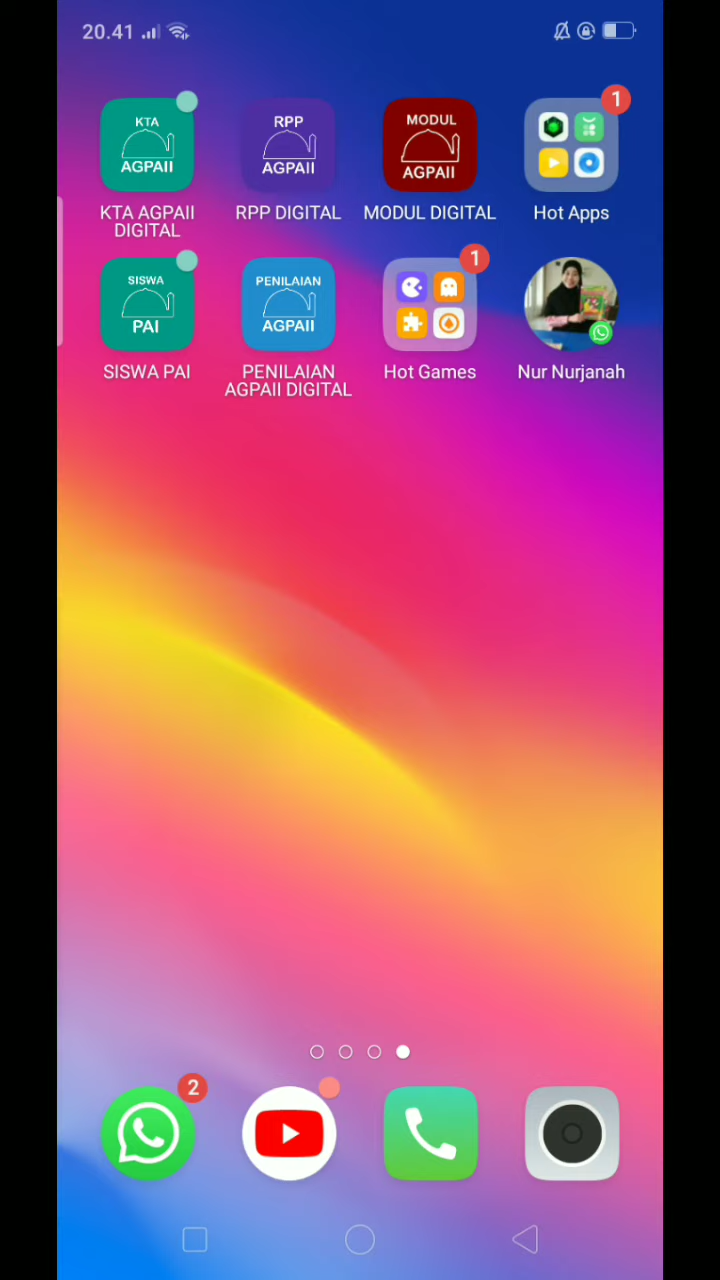 20.41
KTA
AGPAII
KTA AGPAII
DIGITAL
RPP
AGPAII
RPP DIGITAL
MODUL
AGPAII
MODUL DIGITAL
1
Hot Apps
SISWA
PAI
SISWA PAI
PENILAIAN
AGPAII
PENILAIAN
AGPAII DIGITAL
1
Hot Games
Nur Nurjanah
2